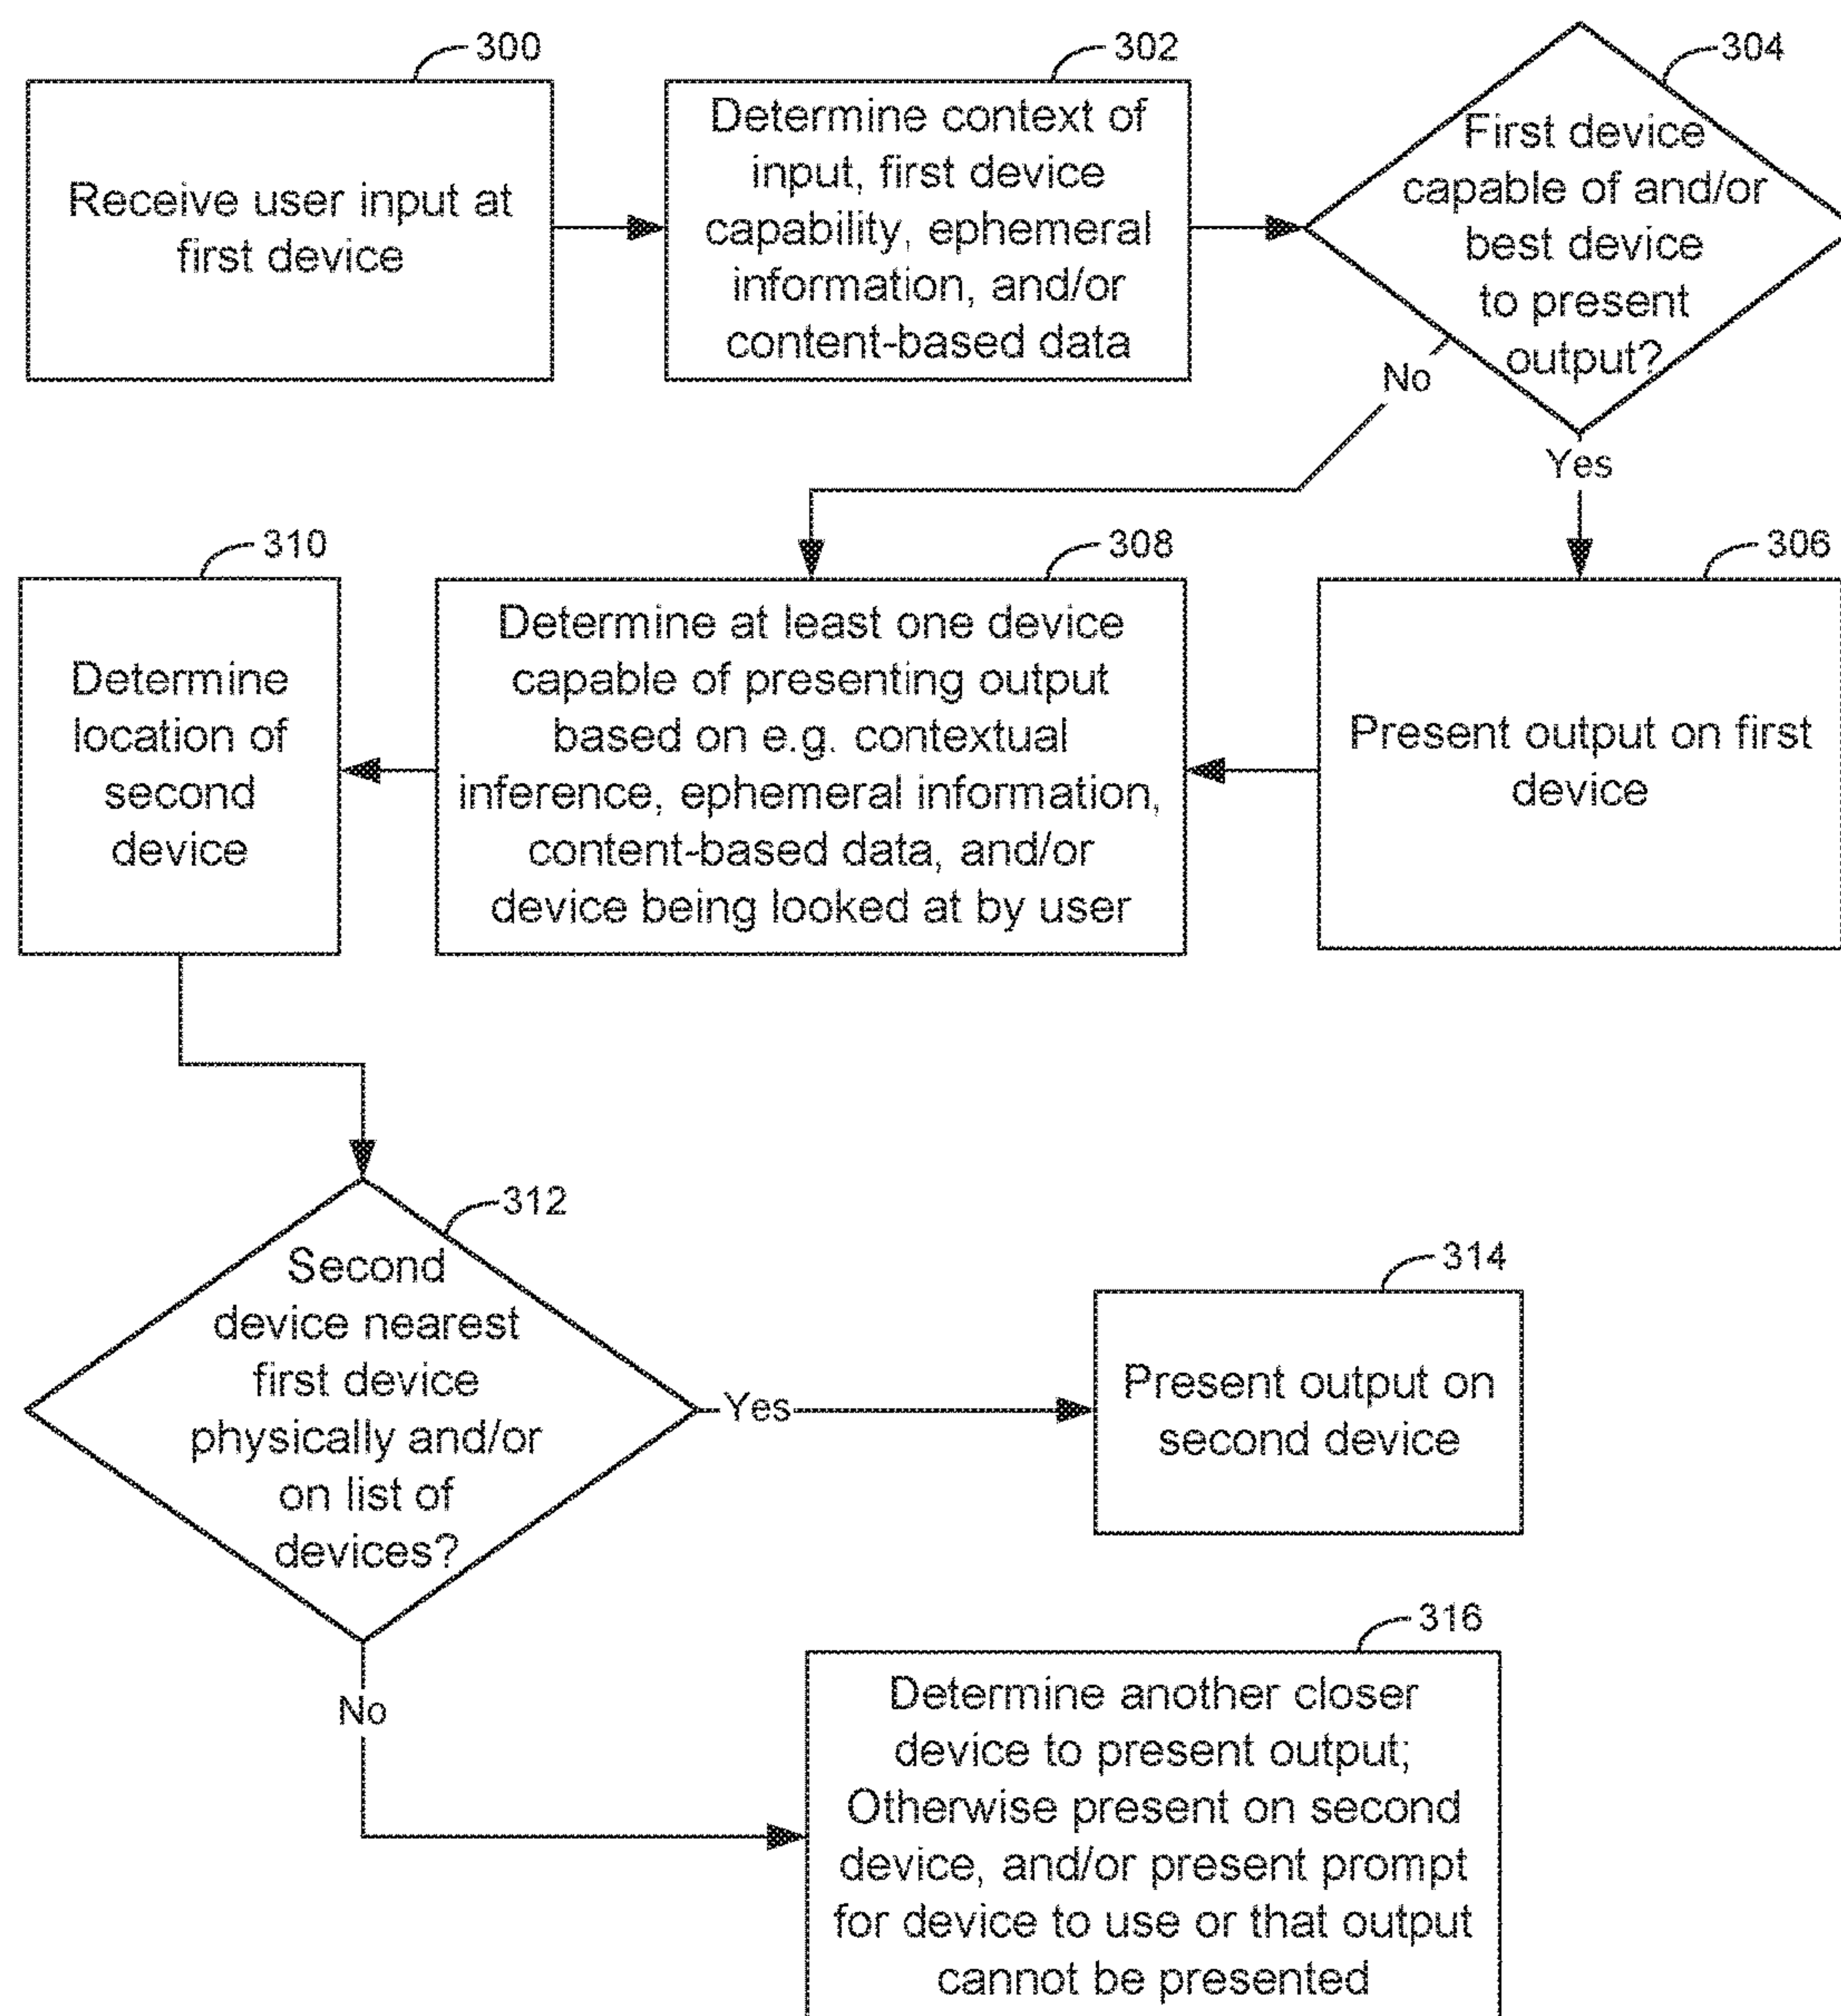 300
Receive user input at
first device
302
Determine context of
input, first device
capability, ephemeral
information, and/or
content-based data
304
First device
capable of and/or
best device
to present
output?
No
Yes
310
Determine
location of
second
device
308
Determine at least one device
capable of presenting output
based on e.g. contextual
inference, ephemeral information,
content-based data, and/or
device being looked at by user
306
Present output on first
device
312
Second
device nearest
first device
physically and/or
on list of
devices?
Yes
314
Present output on
second device
No
316
Determine another closer
device to present output;
Otherwise present on second
device, and/or present prompt
for device to use or that output
cannot be presented